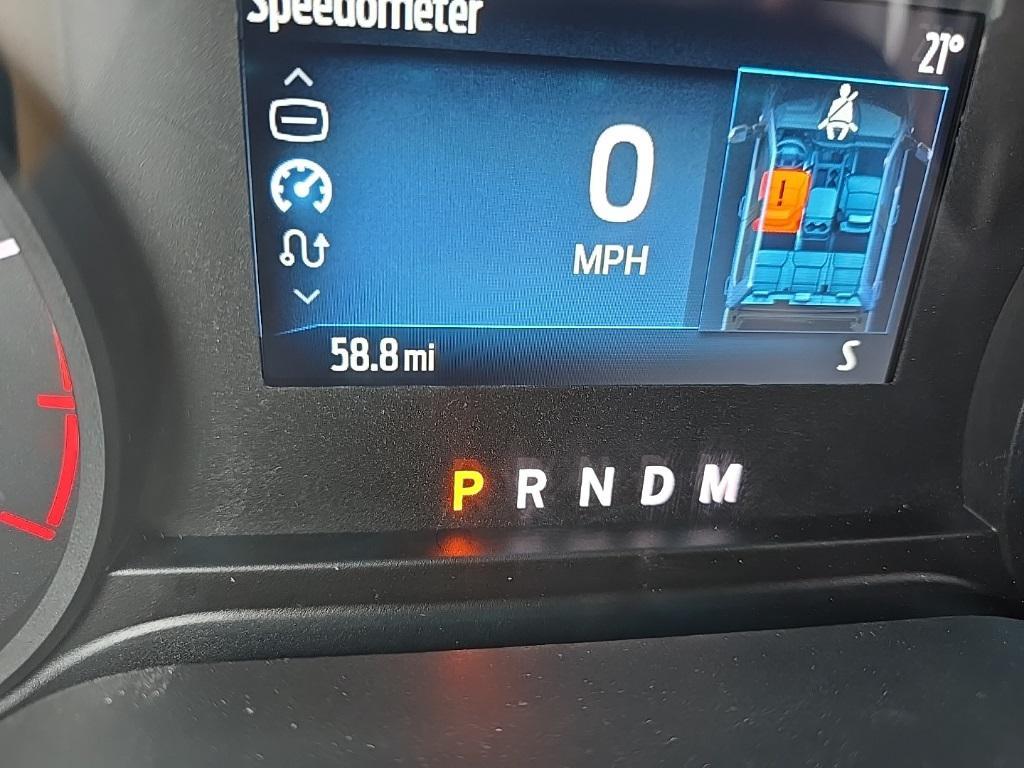 Speedometer
21°
0
MPH
!
58.8 mi
S
P R N D M